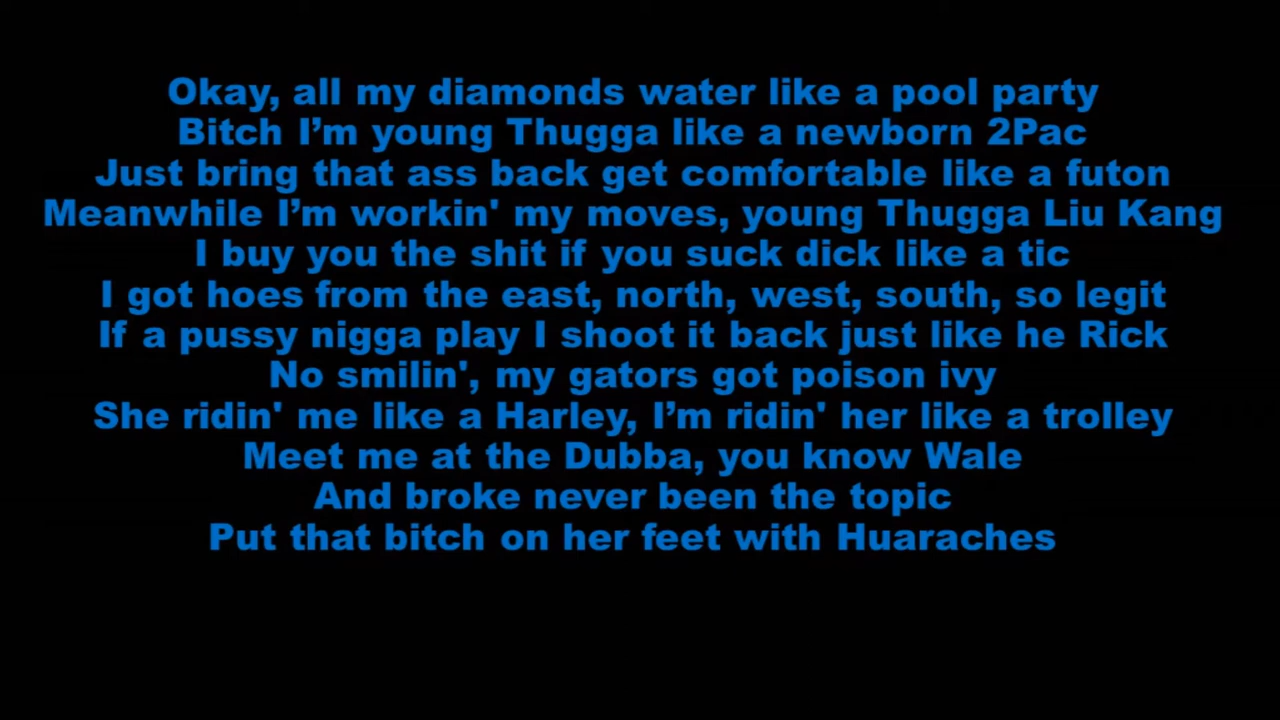 Okay, all my diamonds water like a pool party
Bitch I’m young Thugga like a newborn 2Pac
Just bring that ass back get comfortable like a futon
Meanwhile I’m workin' my moves, young Thugga Liu Kang
I buy you the shit if you suck dick like a tic
I got hoes from the east, north, west, south, so legit
If a pussy nigga play I shoot it back just like he Rick
No smilin', my gators got poison ivy
She ridin' me like a Harley, I’m ridin' her like a trolley
Meet me at the Dubba, you know Wale
And broke never been the topic
Put that bitch on her feet with Huaraches